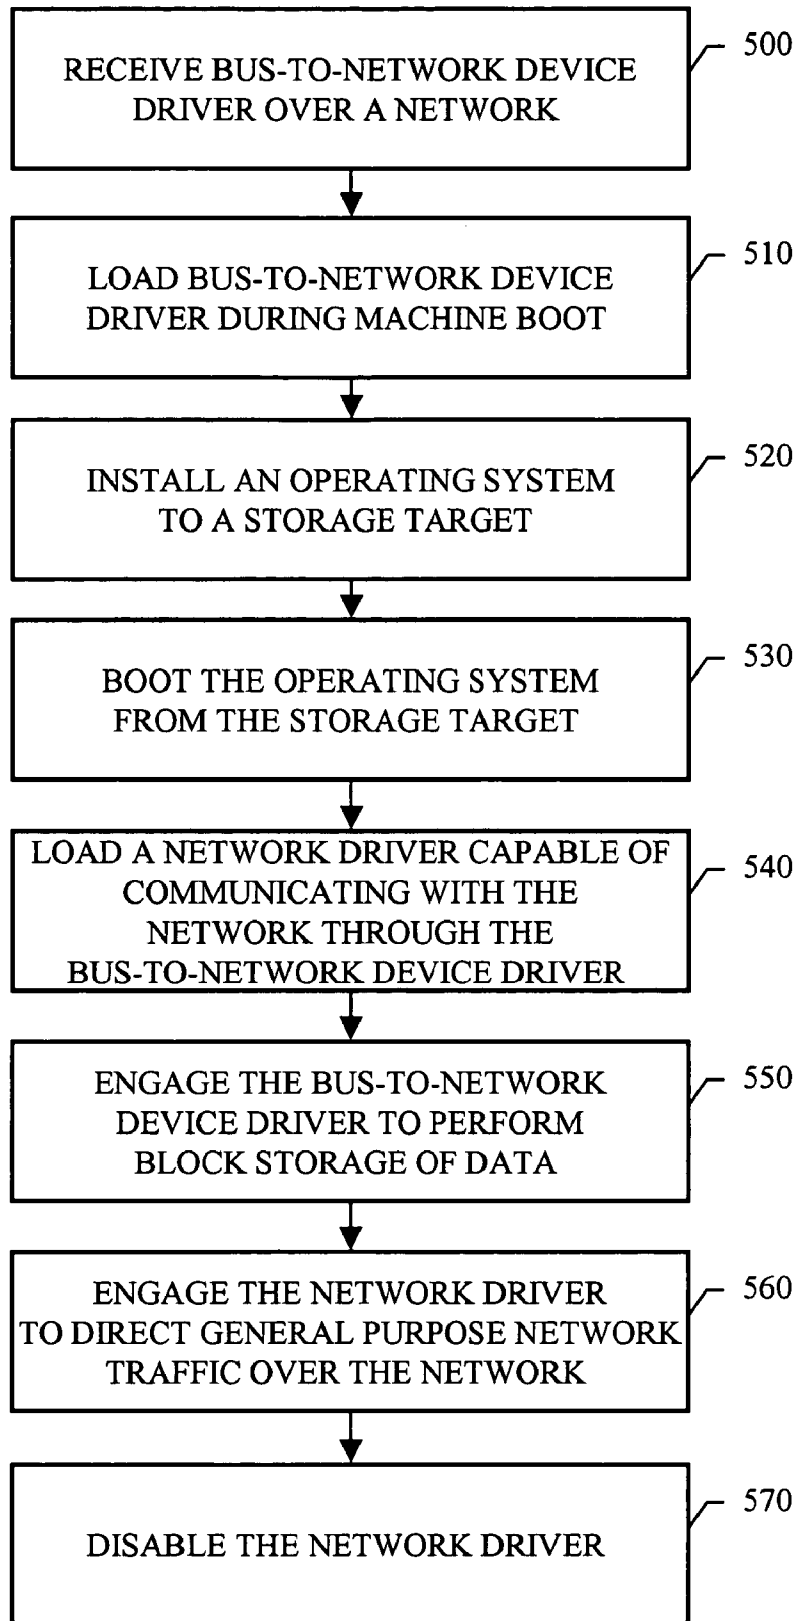 RECEIVE BUS-TO-NETWORK DEVICE
DRIVER OVER A NETWORK
500
LOAD BUS-TO-NETWORK DEVICE
DRIVER DURING MACHINE BOOT
510
INSTALL AN OPERATING SYSTEM
TO A STORAGE TARGET
520
BOOT THE OPERATING SYSTEM
FROM THE STORAGE TARGET
530
LOAD A NETWORK DRIVER CAPABLE OF
COMMUNICATING WITH THE
NETWORK THROUGH THE
BUS-TO-NETWORK DEVICE DRIVER
540
ENGAGE THE BUS-TO-NETWORK
DEVICE DRIVER TO PERFORM
BLOCK STORAGE OF DATA
550
ENGAGE THE NETWORK DRIVER
TO DIRECT GENERAL PURPOSE NETWORK
TRAFFIC OVER THE NETWORK
560
DISABLE THE NETWORK DRIVER
570